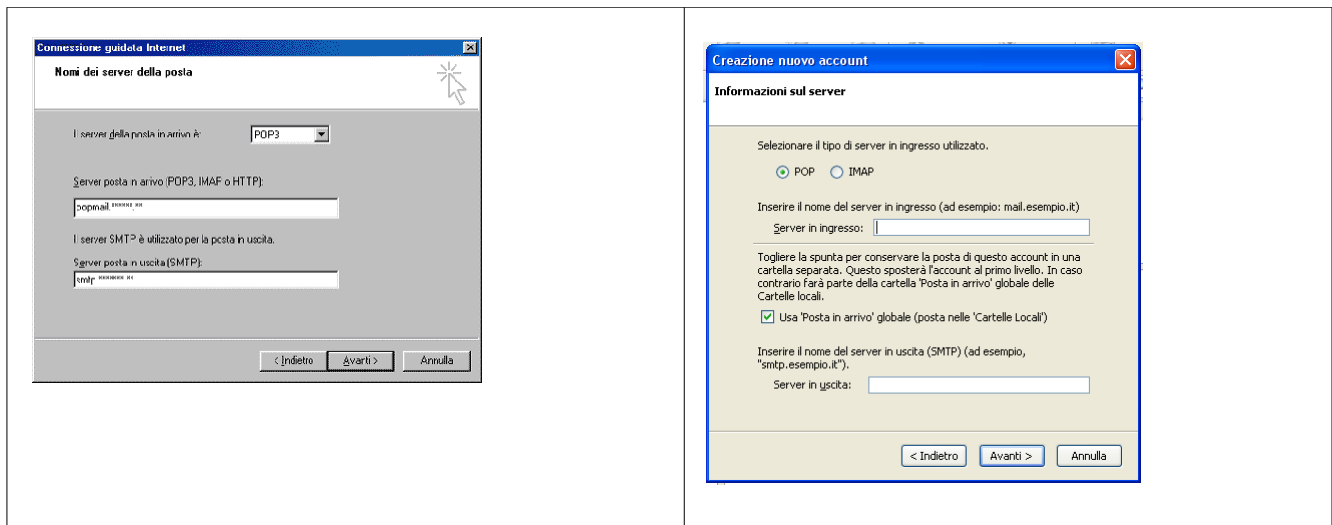 Connessione guidata Internet
Nomi dei server della posta
Il server della posta in arrivo è:
POP3
Server posta in arrivo (POP3, IMAP o HTTP):
popmail.*****.**
Il server SMTP è utilizzato per la posta in uscita.
Server posta in uscita (SMTP):
smtp.******.**
< Indietro
Avanti >
Annulla
Creazione nuovo account
Informazioni sul server
Selezionare il tipo di server in ingresso utilizzato.
POP
IMAP
Inserire il nome del server in ingresso (ad esempio: mail.esempio.it)
Server in ingresso:
Togliere la spunta per conservare la posta di questo account in una
cartella separata. Questo sposterà l'account al primo livello. In caso
contrario farà parte della cartella 'Posta in arrivo' globale delle
Cartelle locali.
Usa 'Posta in arrivo' globale (posta nelle 'Cartelle Locali')
Inserire il nome del server in uscita (SMTP) (ad esempio,
"smtp.esempio.it").
Server in uscita:
< Indietro
Avanti >
Annulla